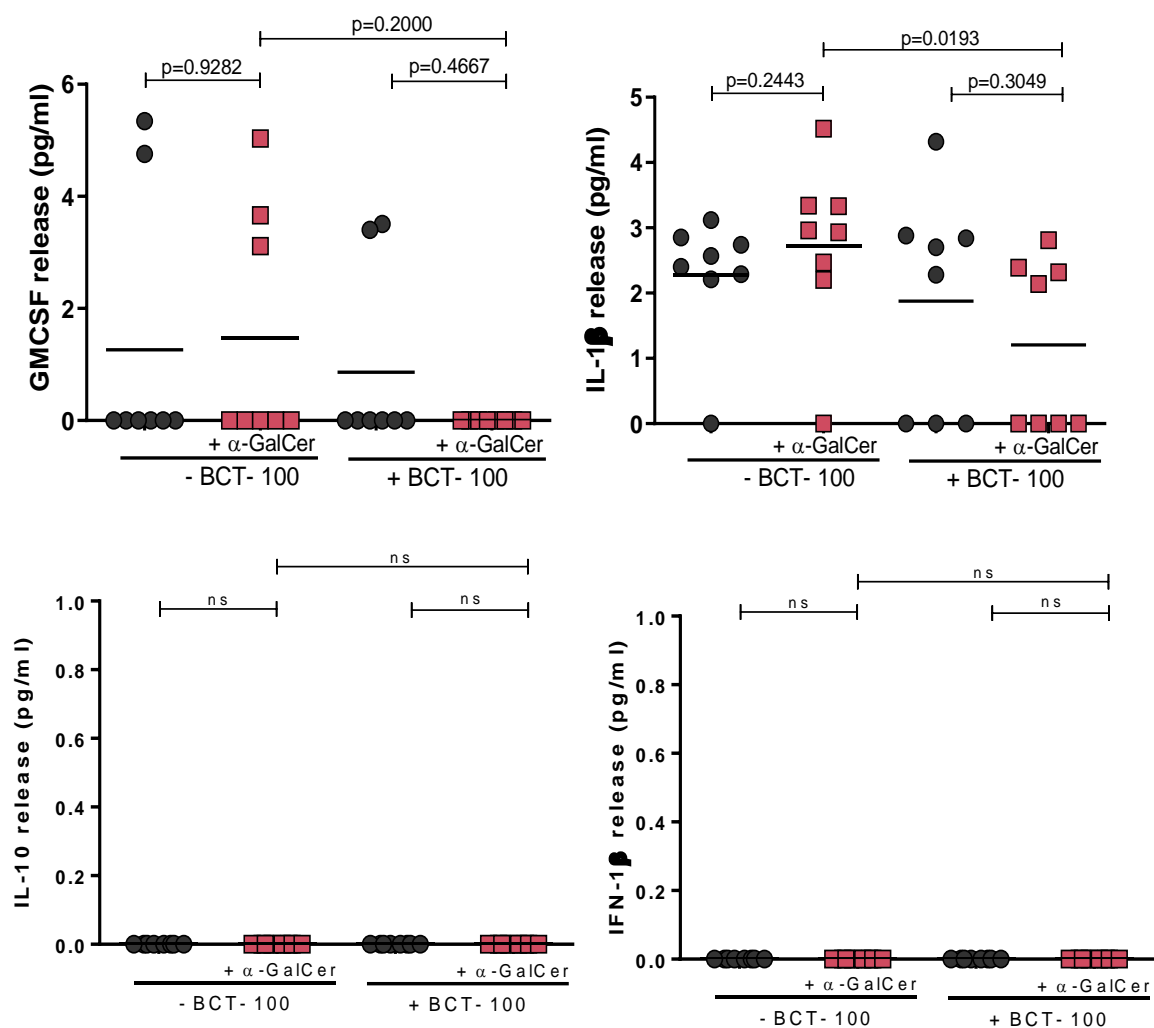 p=0.2000
p=0.9282
p=0.4667
GMCSF release (pg/ml)
6
4
2
0
+ α-GalCer
+ α-GalCer
- BCT- 100
+ BCT- 100
p=0.0193
p=0.2443
p=0.3049
IL-1β release (pg/ml)
5
4
3
2
1
0
+ α-GalCer
+ α-GalCer
- BCT- 100
+ BCT- 100
ns
ns
ns
IL-10 release (pg/ml)
1.0
0.8
0.6
0.4
0.2
0.0
+ α-GalCer
+ α-GalCer
- BCT- 100
+ BCT- 100
ns
ns
ns
IFN-1β release (pg/ml)
1.0
0.8
0.6
0.4
0.2
0.0
+ α-GalCer
+ α-GalCer
- BCT- 100
+ BCT- 100